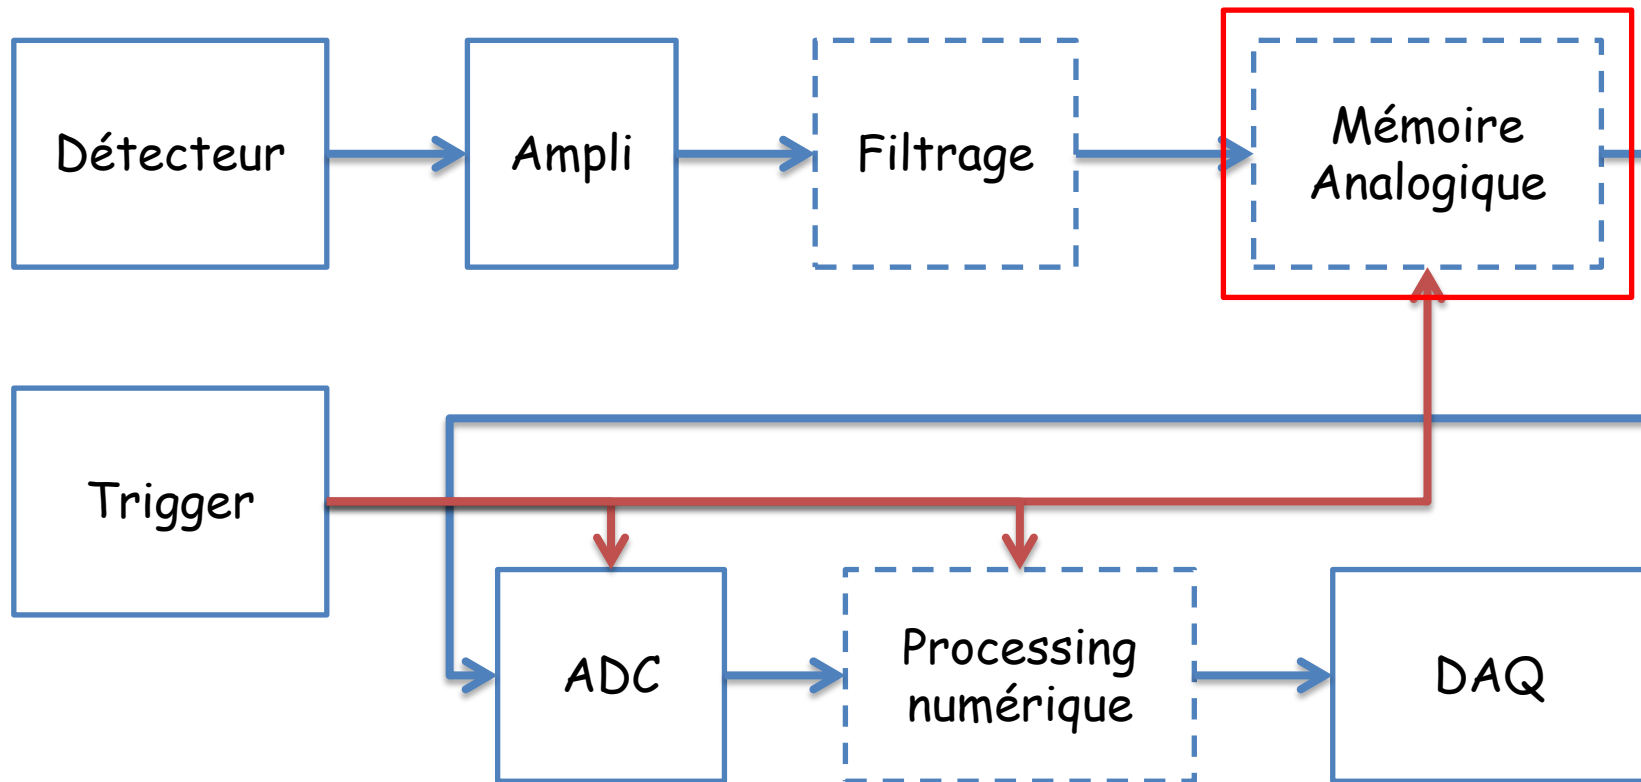 Détecteur
Ampli
Filtrage
Mémoire
Analogique
Trigger
ADC
Processing
numérique
DAQ